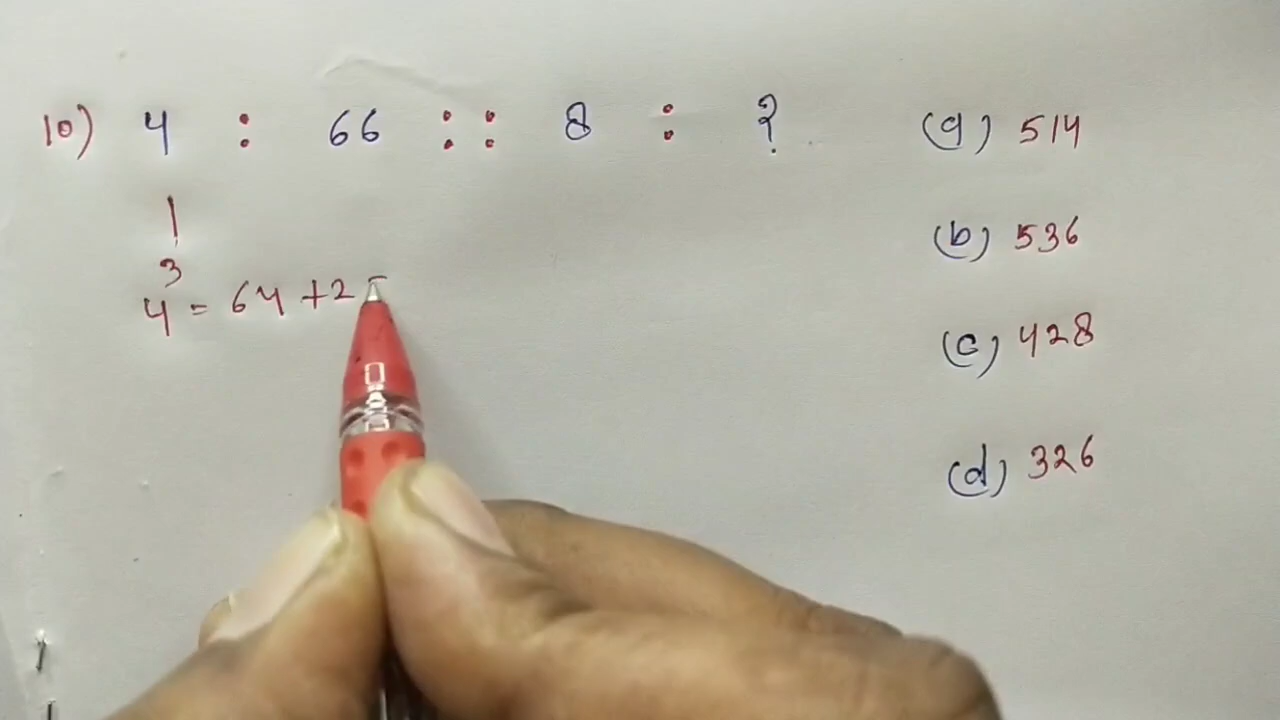 10) 4 : 66 :: 8 : ?
(a) 514
(b) 536
(c) 428
(d) 326
4³ = 64 + 2